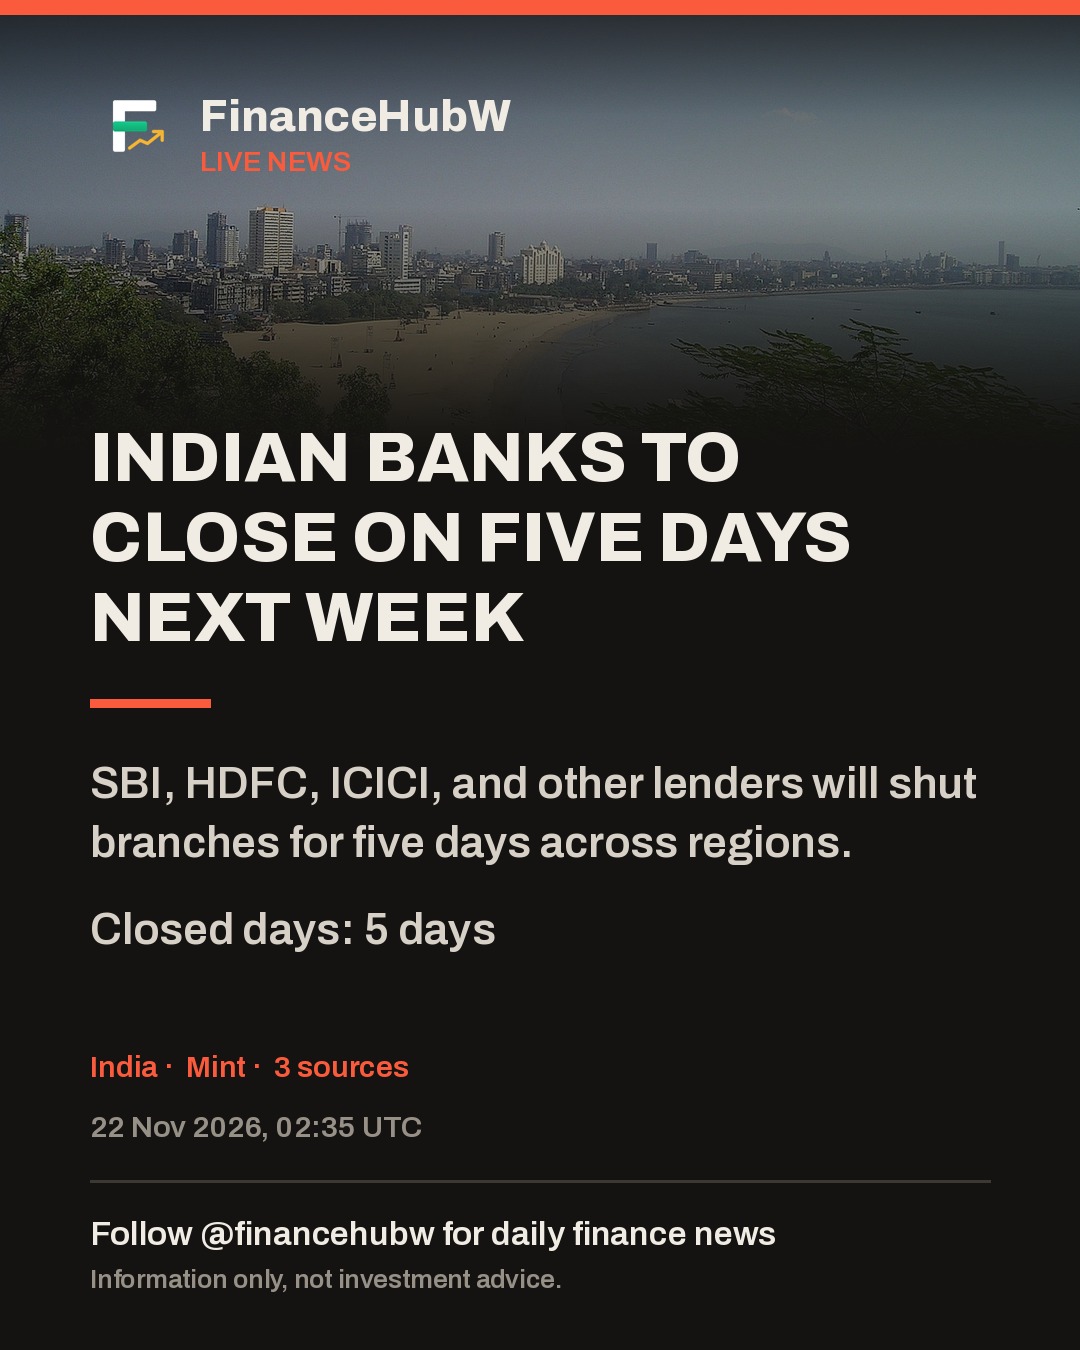 FinanceHubW
LIVE NEWS
INDIAN BANKS TO
CLOSE ON FIVE DAYS
NEXT WEEK
SBI, HDFC, ICICI, and other lenders will shut
branches for five days across regions.
Closed days: 5 days
India · Mint · 3 sources
22 Nov 2026, 02:35 UTC
Follow @financehubw for daily finance news
Information only, not investment advice.